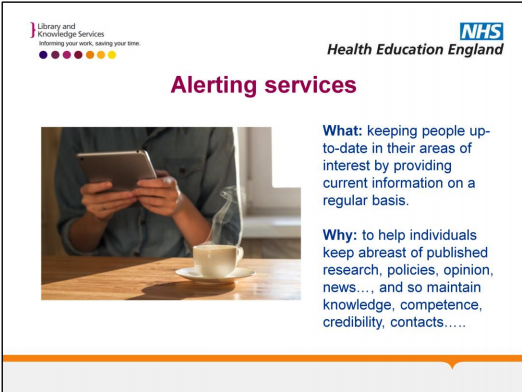 Library and
Knowledge Services
Informing your work, saving your time.
NHS
Health Education England
Alerting services
What: keeping people up-
to-date in their areas of
interest by providing
current information on a
regular basis.
Why: to help individuals
keep abreast of published
research, policies, opinion,
news…, and so maintain
knowledge, competence,
credibility, contacts…..